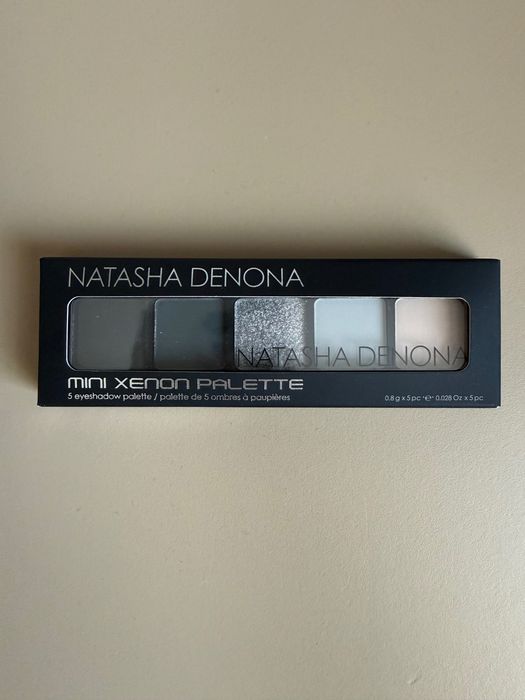 NATASHA DENONA
NATASHA DENONA
MINI XENON PALETTE
5 eyeshadow palette / palette de 5 ombres à paupières
0.8 g x 5 pc ℮ 0.028 Oz x 5 pc